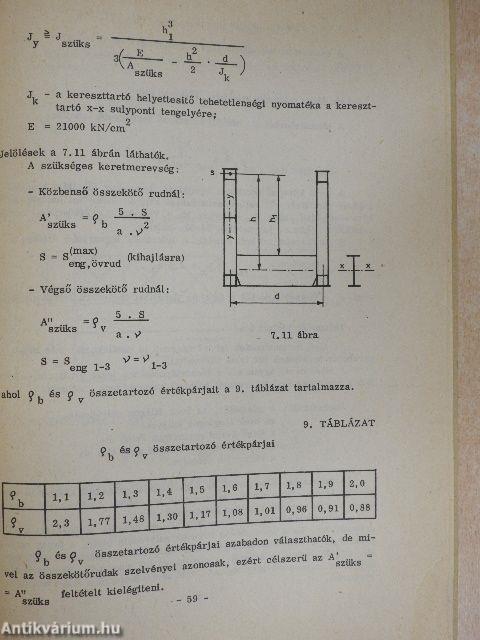 J_y ≧ J_szüks = h_1^3 / 3(E/A_szüks - h^2/2 . d/J_k)
J_k - a kereszttartó helyettesitő tehetetlenségi nyomatéka a kereszt-
tartó x-x sulyponti tengelyére;
E = 21000 kN/cm^2
Jelölések a 7.11 ábrán láthatók.
A szükséges keretmerevség:
- Közbenső összekötő rudnál:
A'_szüks = ρ_b 5 . S / a . ν^2
S = S_eng,övrud^(max) (kihajlásra)
- Végső összekötő rudnál:
A"_szüks = ρ_v 5 . S / a . ν
S = S_eng 1-3 ν = ν_1-3
s
y
y
h
h_1
x
x
d
7.11 ábra
ahol ρ_b és ρ_v összetartozó értékpárjait a 9. táblázat tartalmazza.
9. TÁBLÁZAT
ρ_b és ρ_v összetartozó értékpárjai
ρ_b 1,1 1,2 1,3 1,4 1,5 1,6 1,7 1,8 1,9 2,0
ρ_v 2,3 1,77 1,48 1,30 1,17 1,08 1,01 0,96 0,91 0,88
ρ_b és ρ_v összetartozó értékpárjai szabadon választhatók, de mi-
vel az összekötőrudak szelvényei azonosak, ezért célszerű az A'_szüks =
= A"_szüks feltételt kielégíteni.
- 59 -
Antikvárium.hu